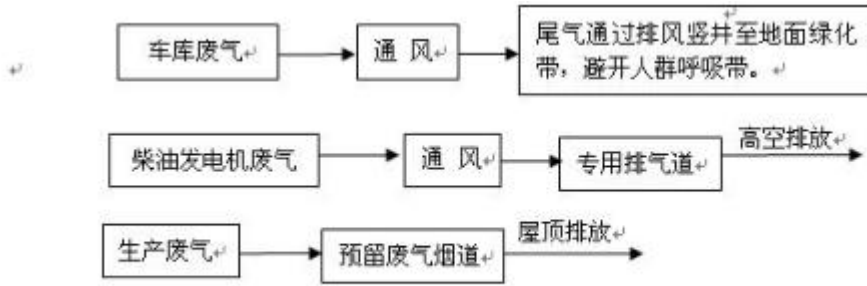 车库废气
通 风
尾气通过排风竖井至地面绿化
带，避开人群呼吸带。
柴油发电机废气
通 风
专用排气道
高空排放
生产废气
预留废气烟道
屋顶排放